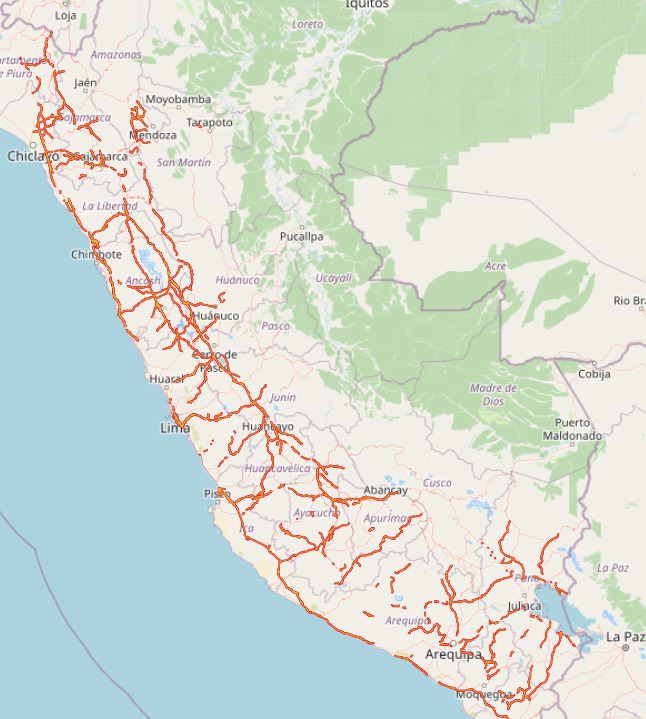 Iquitos
Loja
Loreto
Amazonas
de Piura
Jaén
Moyobamba
Cajamarca
Tarapoto
Mendoza
Chiclayo
Cajamarca
San Martín
La Libertad
Pucallpa
Chimbote
Acre
Ancash
Huánuco
Ucayali
Rio Bra
Huánuco
Pasco
Cerro de
Pasco
Huaral
Cobija
Junín
Madre de
Dios
Lima
Huancayo
Puerto
Maldonado
Huancavelica
Cusco
Abancay
Pisco
Ayacucho
Apurímac
Ica
La Paz
Puno
Juliaca
Arequipa
La Paz
Arequipa
Moquegua